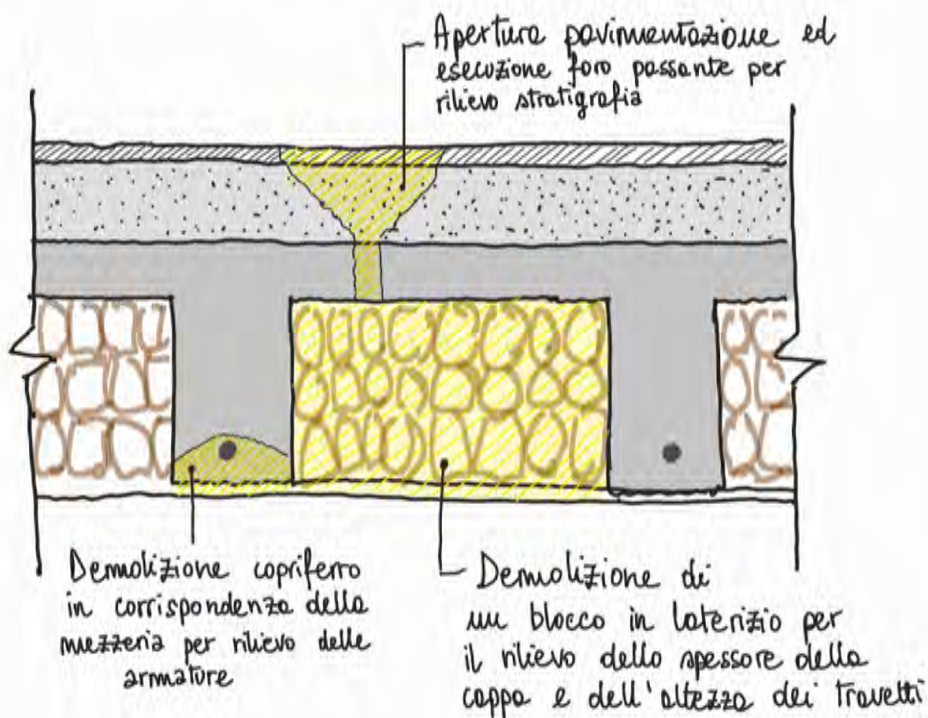 Apertura pavimentazione ed
esecuzione foro passante per
rilievo stratigrafia
Demolizione copriferro
in corrispondenza della
mezzeria per rilievo delle
armature
Demolizione di
un blocco in laterizio per
il rilievo dello spessore della
cappa e dell'altezza dei travetti